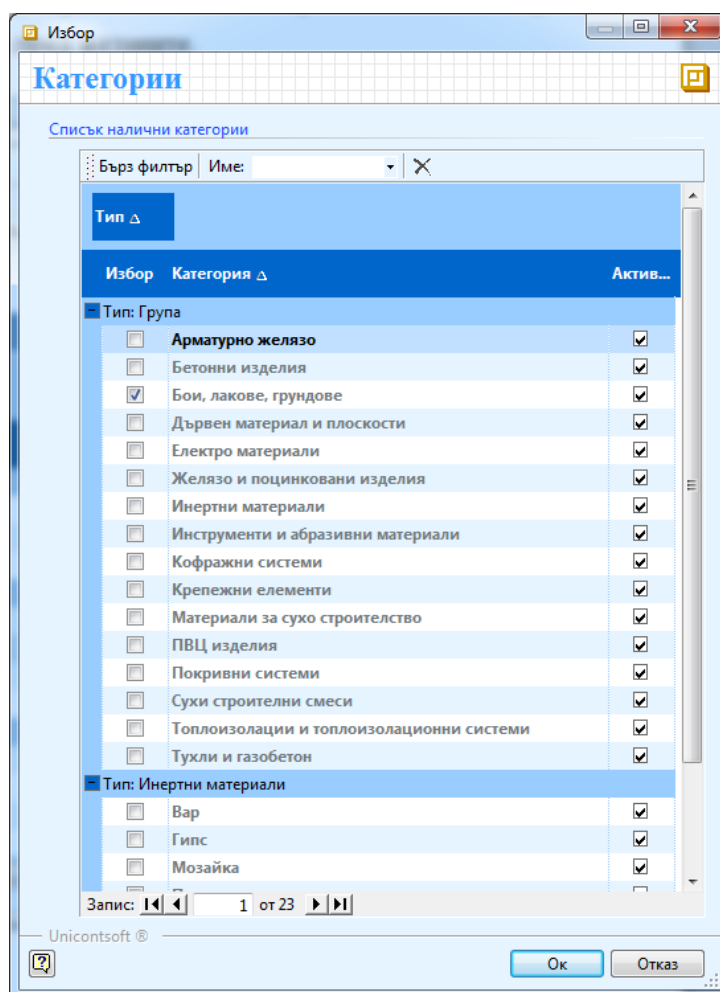 Избор
Категории
Списък налични категории
Бърз филтър Име:
Тип
Избор Категория Актив...
Тип: Група
Арматурно желязо
Бетонни изделия
Бои, лакове, грундове
Дървен материал и плоскости
Електро материали
Желязо и поцинковани изделия
Инертни материали
Инструменти и абразивни материали
Кофражни системи
Крепежни елементи
Материали за сухо строителство
ПВЦ изделия
Покривни системи
Сухи строителни смеси
Топлоизолации и топлоизолационни системи
Тухли и газобетон
Тип: Инертни материали
Вар
Гипс
Мозайка
Запис: 1 от 23
Unicontsoft ®
Ок Отказ